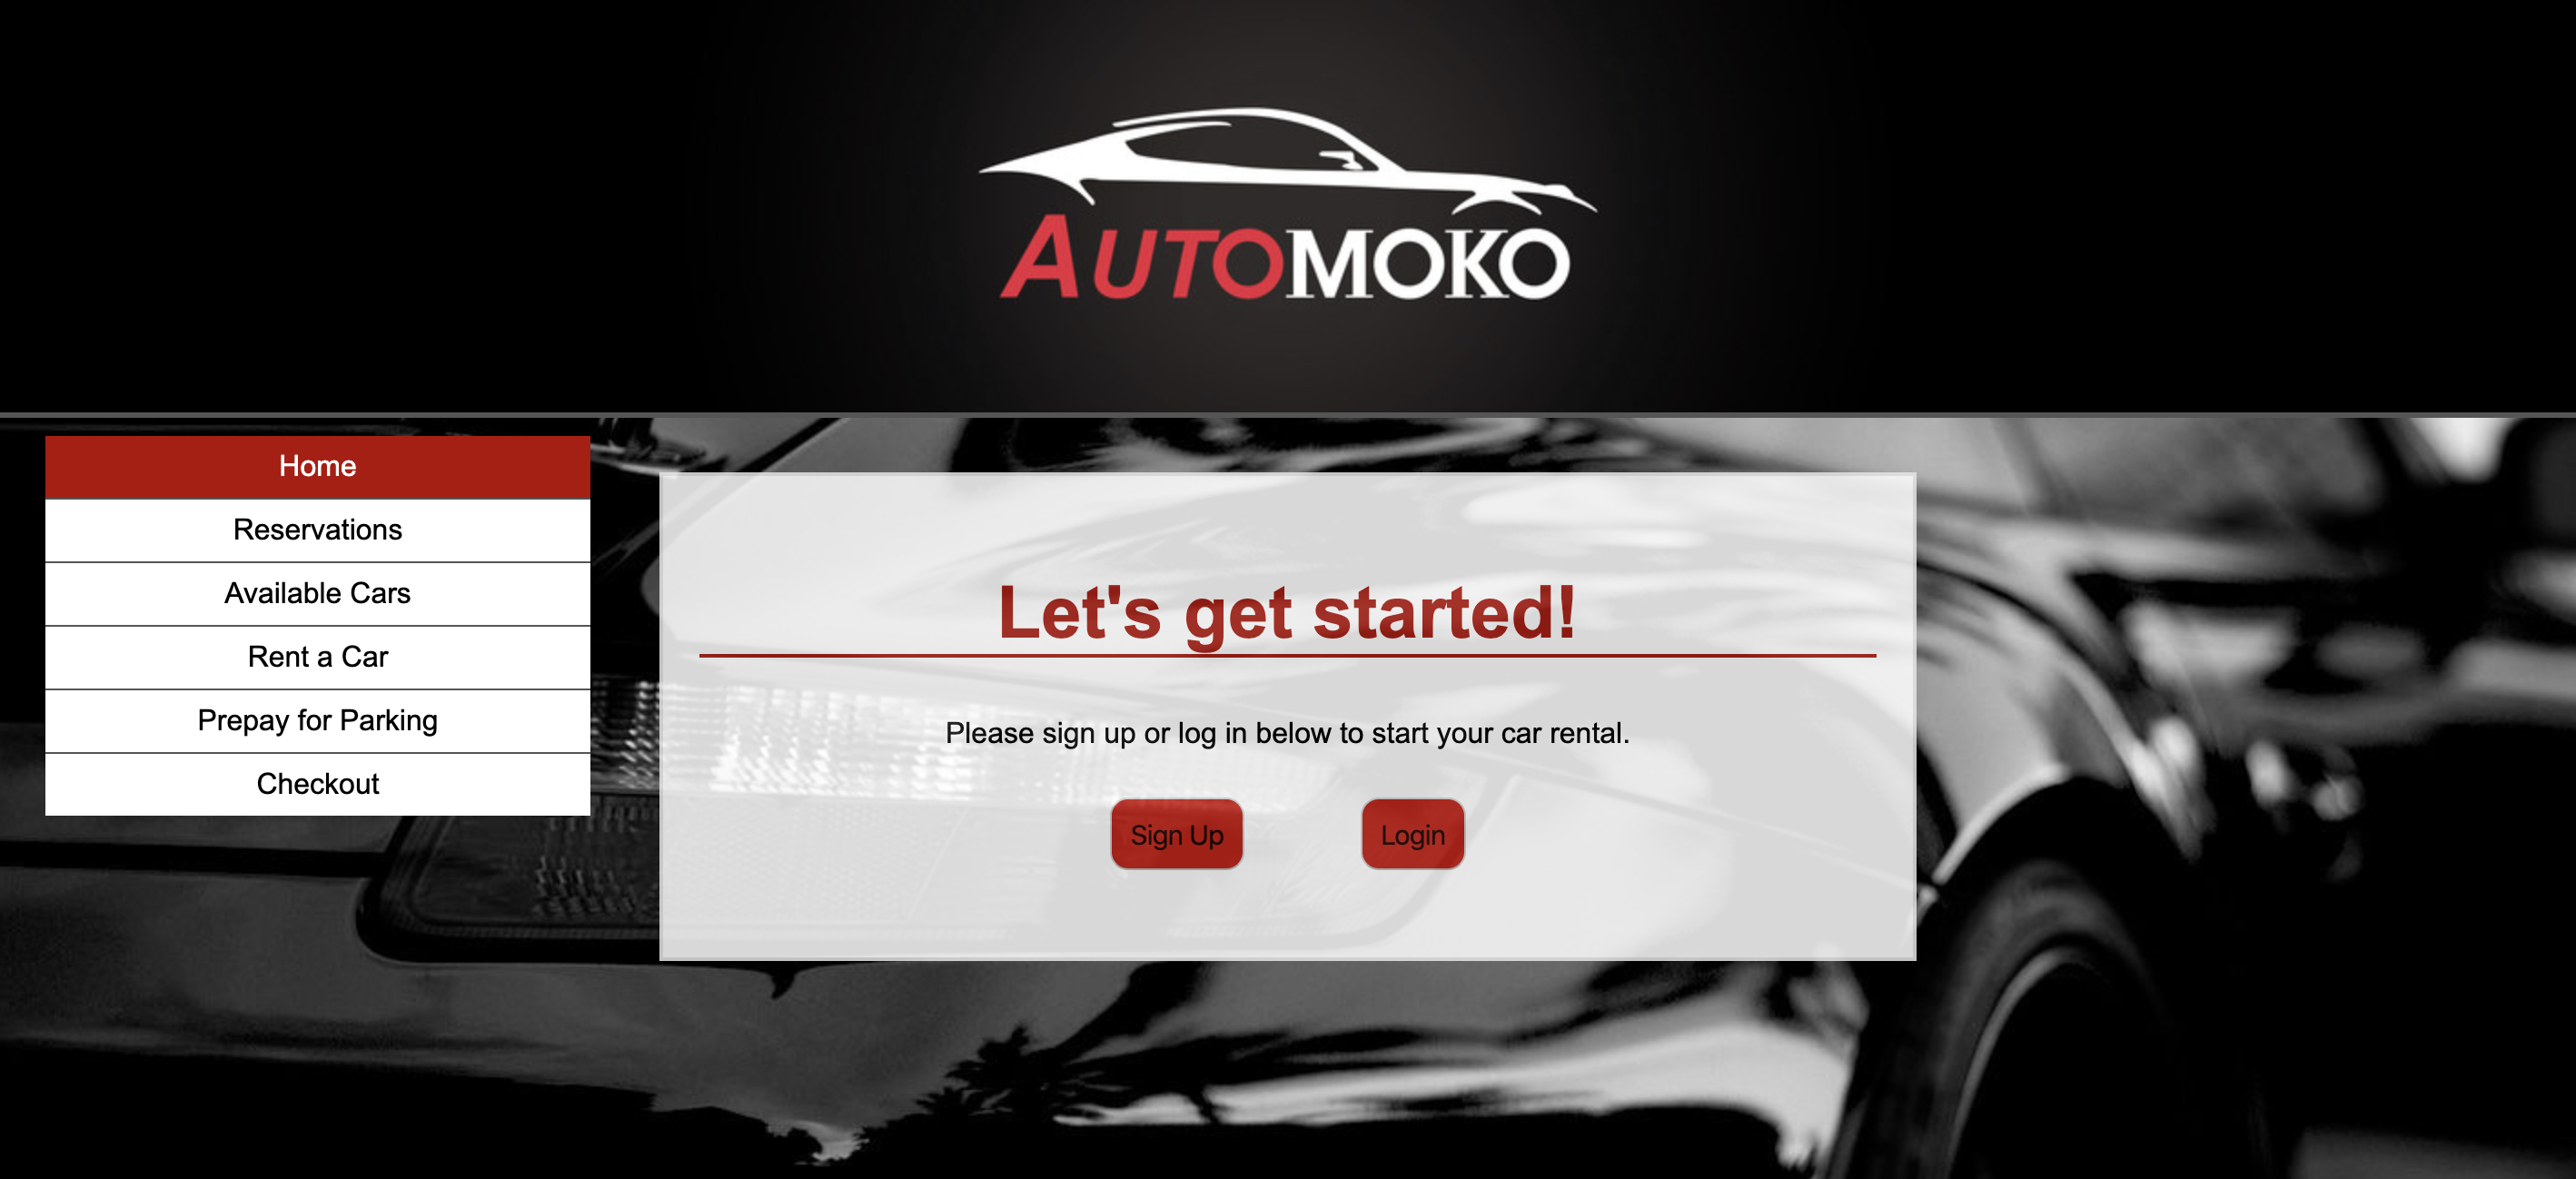 AUTOMOKO
Home
Reservations
Available Cars
Rent a Car
Prepay for Parking
Checkout
Let's get started!
Please sign up or log in below to start your car rental.
Sign Up
Login